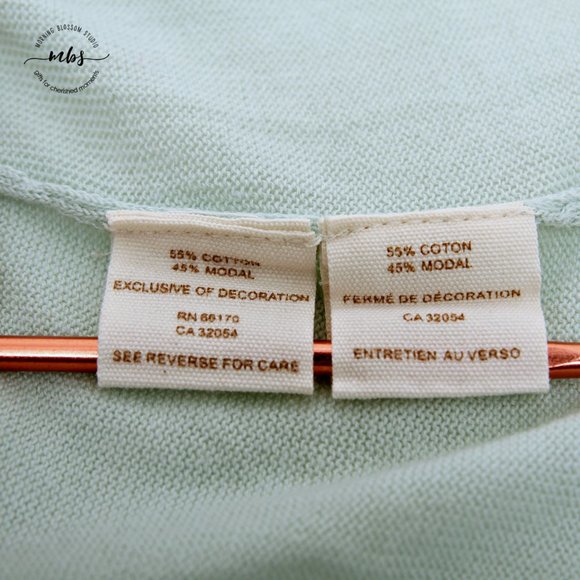 MORNING BLOSSOM STUDIO
mbs
gifts for cherished moments
55% COTTON
45% MODAL
EXCLUSIVE OF DECORATION
RN 66170
CA 32054
SEE REVERSE FOR CARE
55% COTON
45% MODAL
FERMÉ DE DÉCORATION
CA 32054
ENTRETIEN AU VERSO